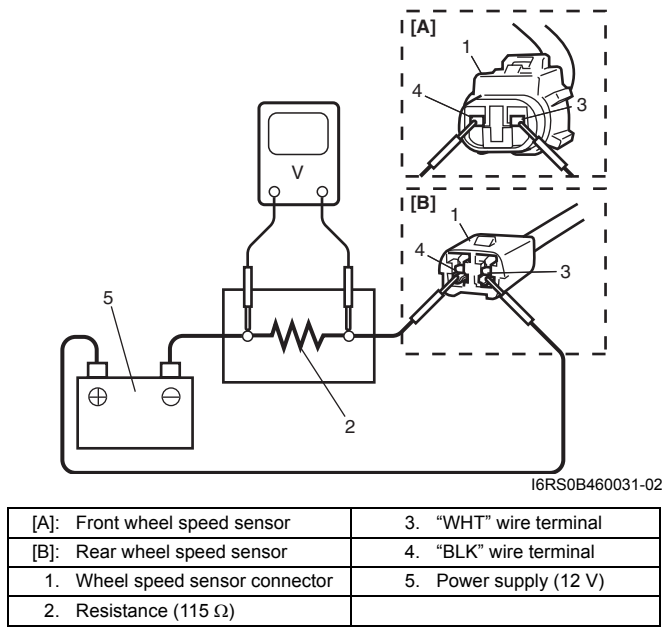 [A]
1
4
3
V
[B]
1
4
3
5
2
I6RS0B460031-02
[A]: Front wheel speed sensor 3. “WHT” wire terminal
[B]: Rear wheel speed sensor 4. “BLK” wire terminal
1. Wheel speed sensor connector 5. Power supply (12 V)
2. Resistance (115 Ω)